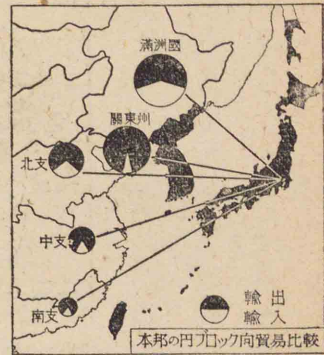 滿洲國
關東州
北支
中支
南支
輸出
輸入
本邦の円ブロック向貿易比較